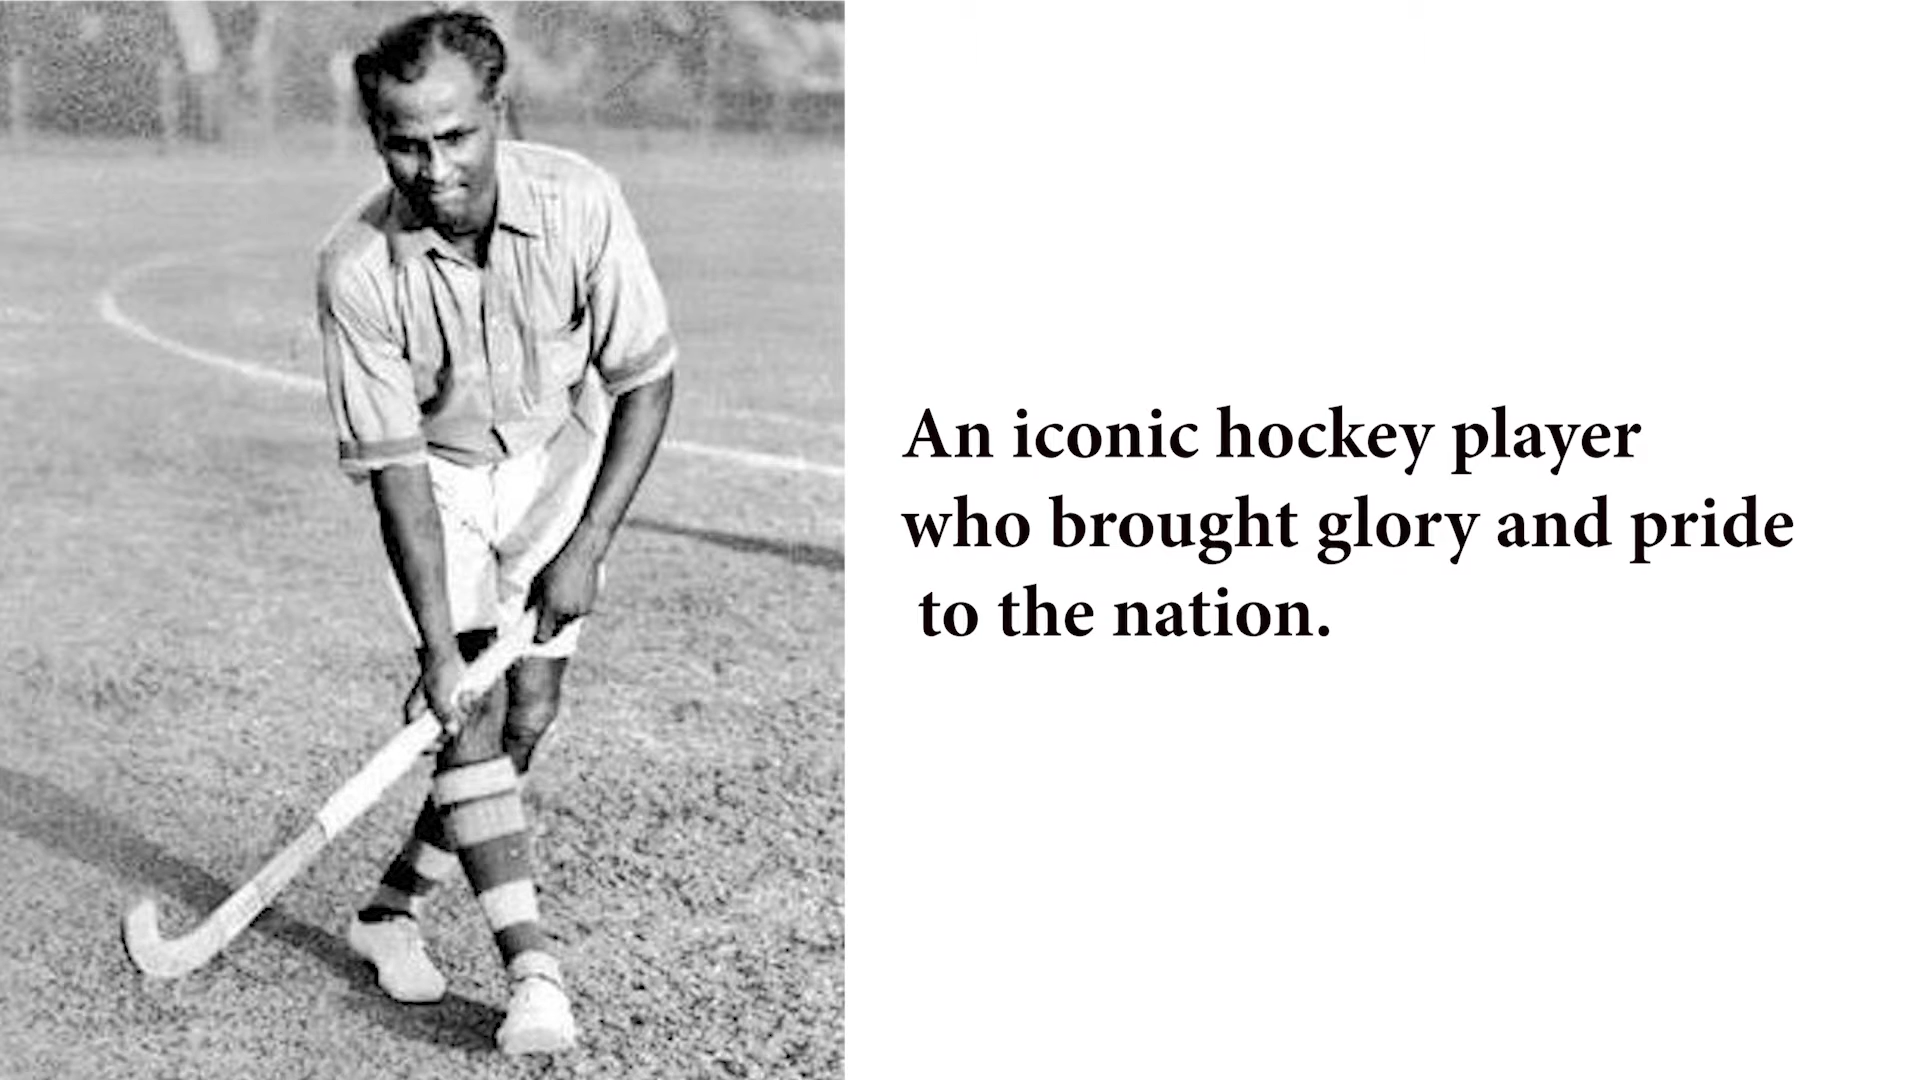 An iconic hockey player
who brought glory and pride
to the nation.